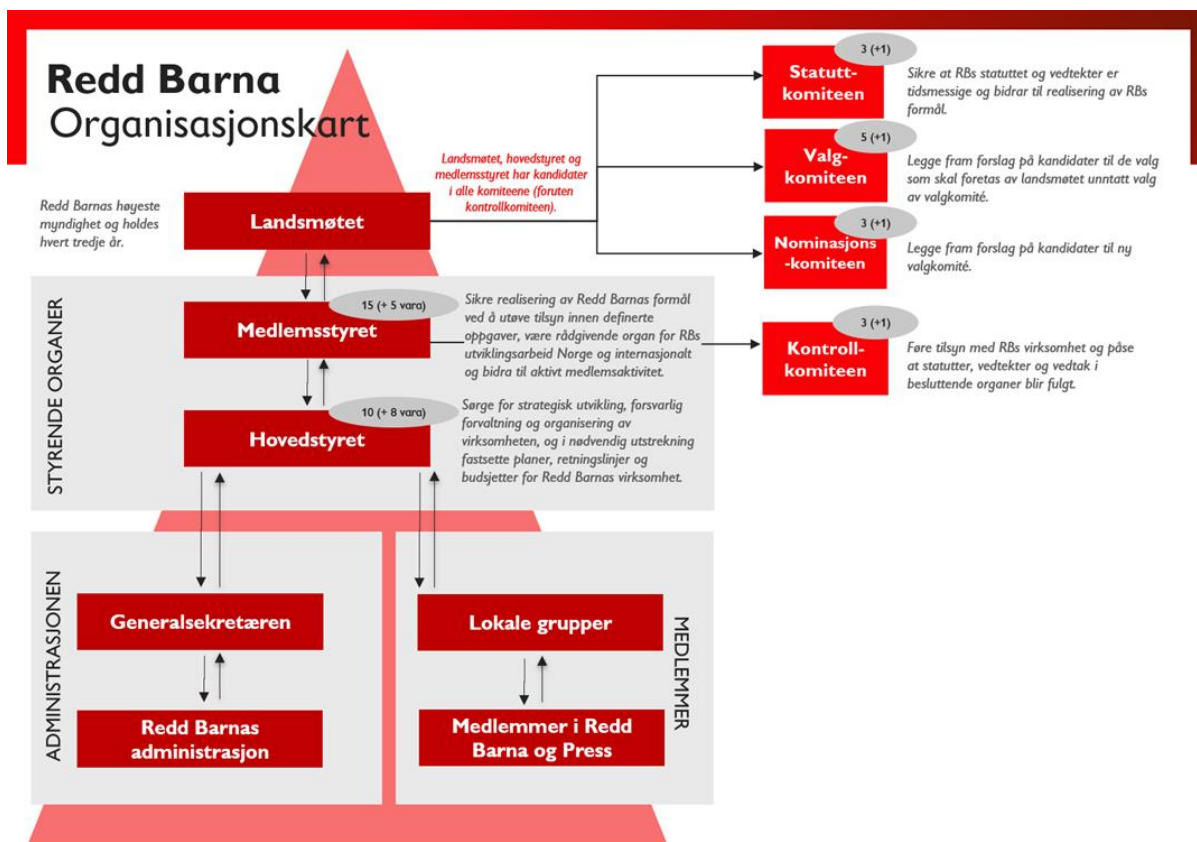 Redd Barna
Organisasjonskart
Redd Barnas høyeste
myndighet og holdes
hvert tredje år.
Landsmøtet
Landsmøtet, hovedstyret og
medlemsstyret har kandidater
i alle komiteene (foruten
kontrollkomiteen).
3 (+1)
Statutt-
komiteen
Sikre at RBs statuttet og vedtekter er
tidsmessige og bidrar til realisering av RBs
formål.
5 (+1)
Valg-
komiteen
Legge fram forslag på kandidater til de valg
som skal foretas av landsmøtet unntatt valg
av valgkomité.
3 (+1)
Nominasjons
-komiteen
Legge fram forslag på kandidater til ny
valgkomité.
STYRENDE ORGANER
15 (+ 5 vara)
Medlemsstyret
Sikre realisering av Redd Barnas formål
ved å utøve tilsyn innen definerte
oppgaver, være rådgivende organ for RBs
utviklingsarbeid Norge og internasjonalt
og bidra til aktivt medlemsaktivitet.
3 (+1)
Kontroll-
komiteen
Føre tilsyn med RBs virksomhet og påse
at statutter, vedtekter og vedtak i
besluttende organer blir fulgt.
10 (+ 8 vara)
Hovedstyret
Sørge for strategisk utvikling, forsvarlig
forvaltning og organisering av
virksomheten, og i nødvendig utstrekning
fastsette planer, retningslinjer og
budsjetter for Redd Barnas virksomhet.
ADMINISTRASJONEN
Generalsekretæren
Redd Barnas
administrasjon
Lokale grupper
Medlemmer i Redd
Barna og Press
MEDLEMMER